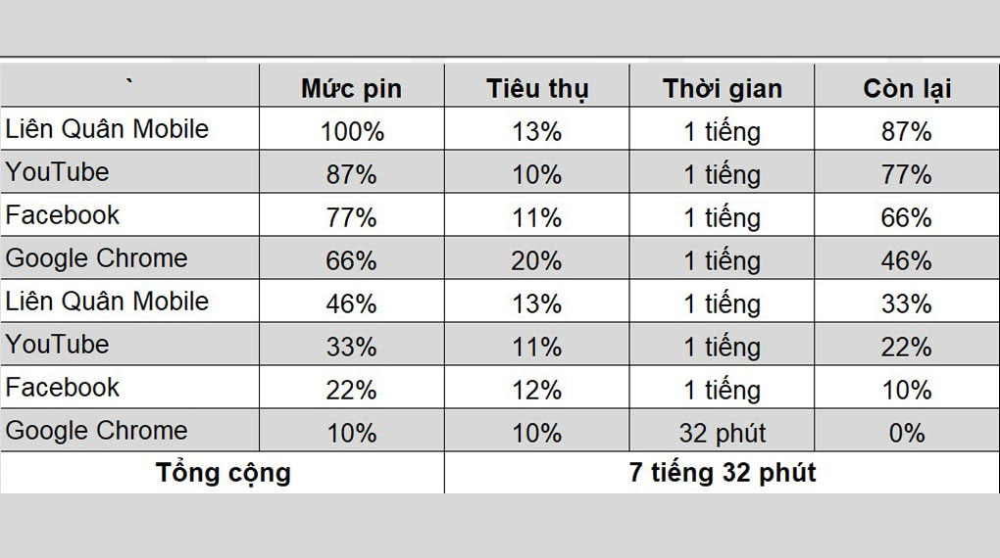 ` Mức pin Tiêu thụ Thời gian Còn lại
Liên Quân Mobile 100% 13% 1 tiếng 87%
YouTube 87% 10% 1 tiếng 77%
Facebook 77% 11% 1 tiếng 66%
Google Chrome 66% 20% 1 tiếng 46%
Liên Quân Mobile 46% 13% 1 tiếng 33%
YouTube 33% 11% 1 tiếng 22%
Facebook 22% 12% 1 tiếng 10%
Google Chrome 10% 10% 32 phút 0%
Tổng cộng 7 tiếng 32 phút